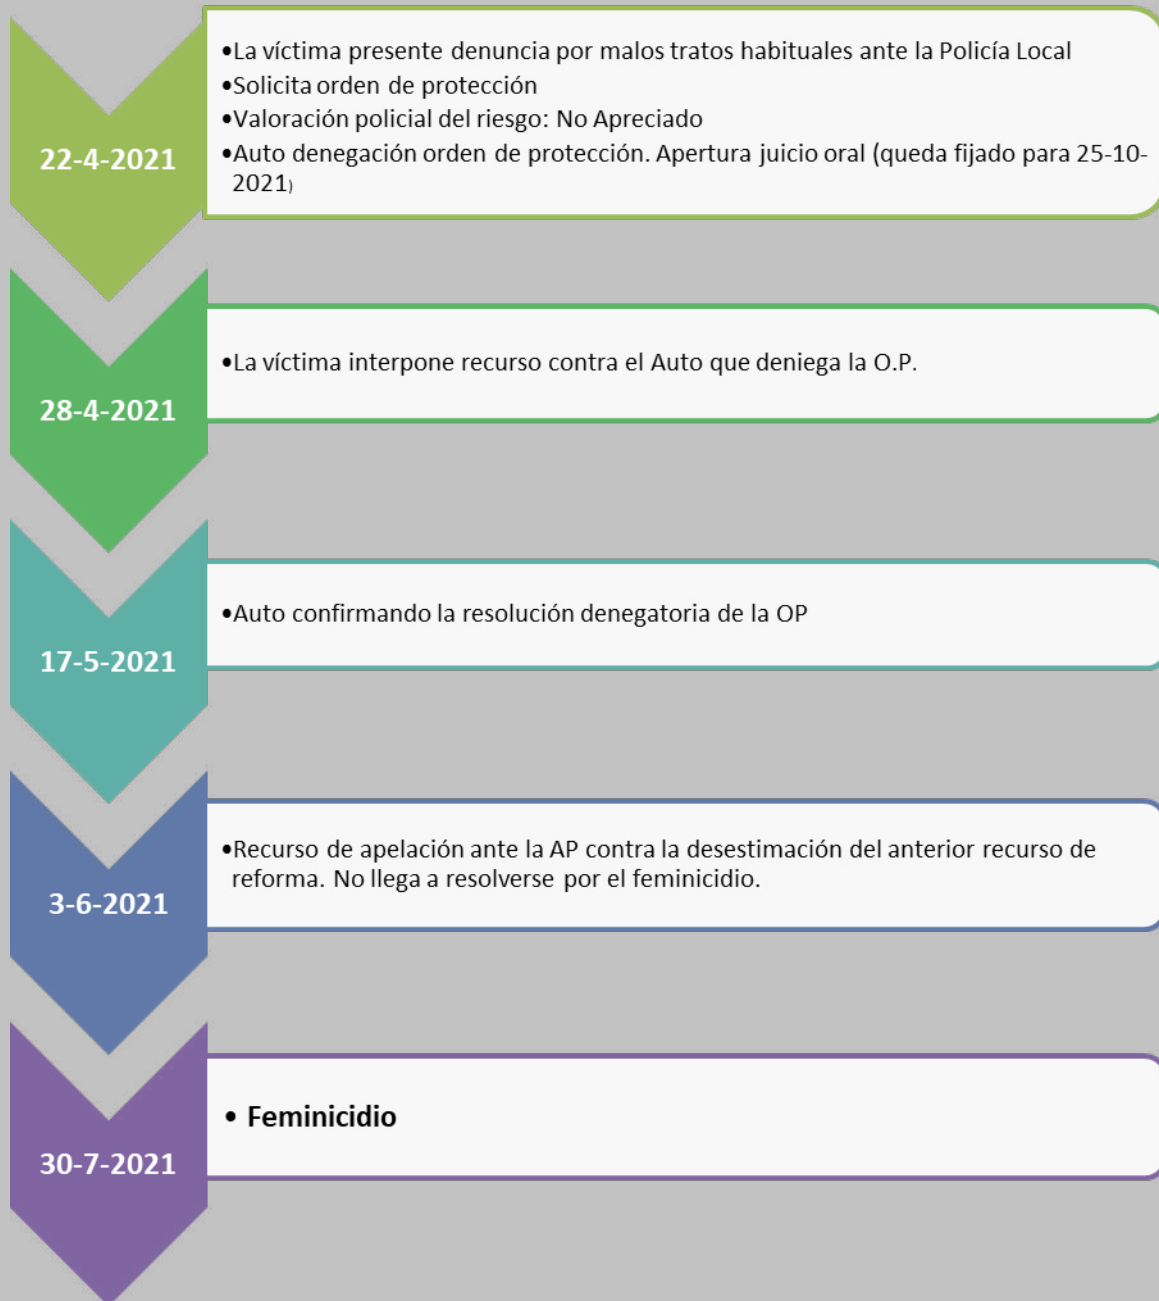 22-4-2021
•La víctima presente denuncia por malos tratos habituales ante la Policía Local
•Solicita orden de protección
•Valoración policial del riesgo: No Apreciado
•Auto denegación orden de protección. Apertura juicio oral (queda fijado para 25-10-
2021)
28-4-2021
•La víctima interpone recurso contra el Auto que deniega la O.P.
17-5-2021
•Auto confirmando la resolución denegatoria de la OP
3-6-2021
•Recurso de apelación ante la AP contra la desestimación del anterior recurso de
reforma. No llega a resolverse por el feminicidio.
30-7-2021
• Feminicidio